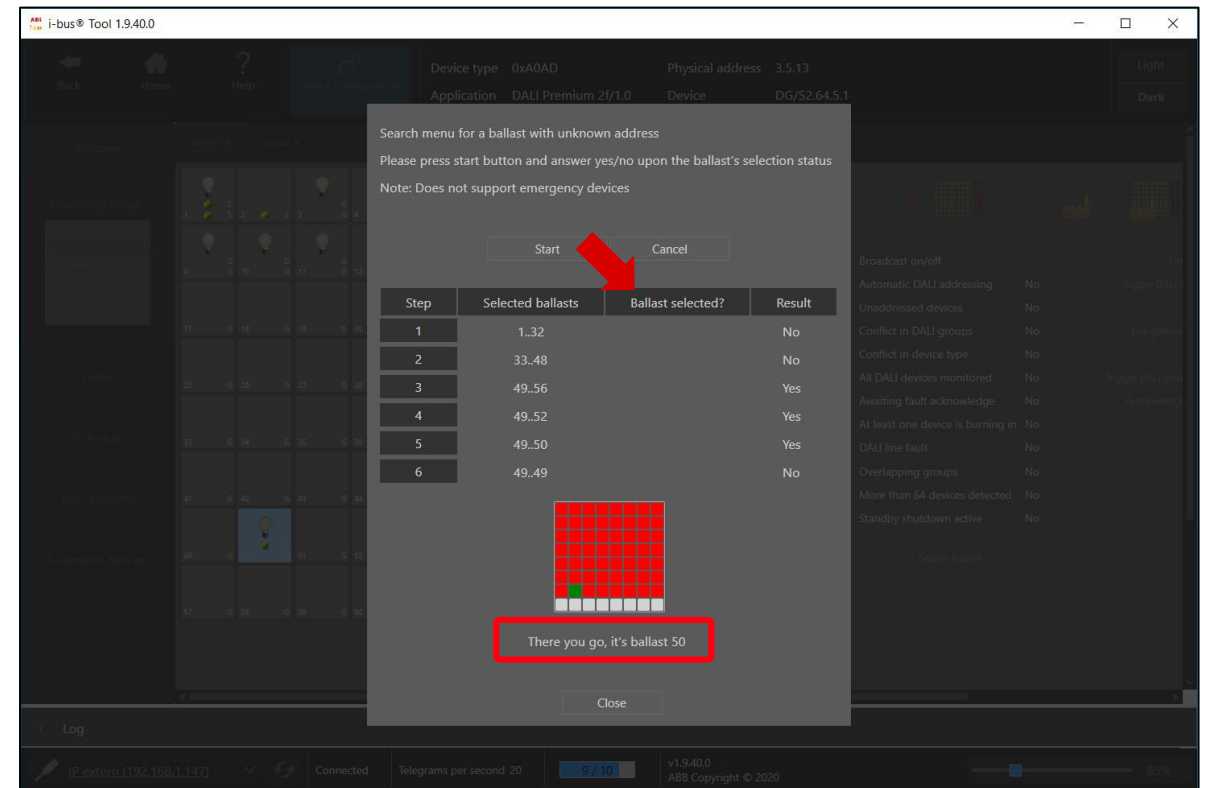 ABB
i-bus® Tool 1.9.40.0
Back
Home
Help
Device type 0xA0AD
Physical address 3.5.13
Application DALI Premium 2f/1.0
Device DG/S2.64.5.1
Light
Dark
Welcome
Search menu for a ballast with unknown address
Please press start button and answer yes/no upon the ballast's selection status
Note: Does not support emergency devices
Start
Cancel
Step Selected ballasts Ballast selected? Result
1 1..32 No
2 33..48 No
3 49..56 Yes
4 49..52 Yes
5 49..50 Yes
6 49..49 No
There you go, it's ballast 50
Close
Broadcast on/off
Automatic DALI addressing No
Unaddressed devices No
Conflict in DALI groups No
Conflict in device type No
All DALI devices monitored No
Awaiting fault acknowledge No
At least one device is burning in No
DALI line fault No
Overlapping groups No
More than 64 devices detected No
Standby shutdown active No
Search ballast
Log
IP extern (192.168.1.147)
Connected
Telegrams per second 20
9 / 10
v1.9.40.0
ABB Copyright © 2020
85%